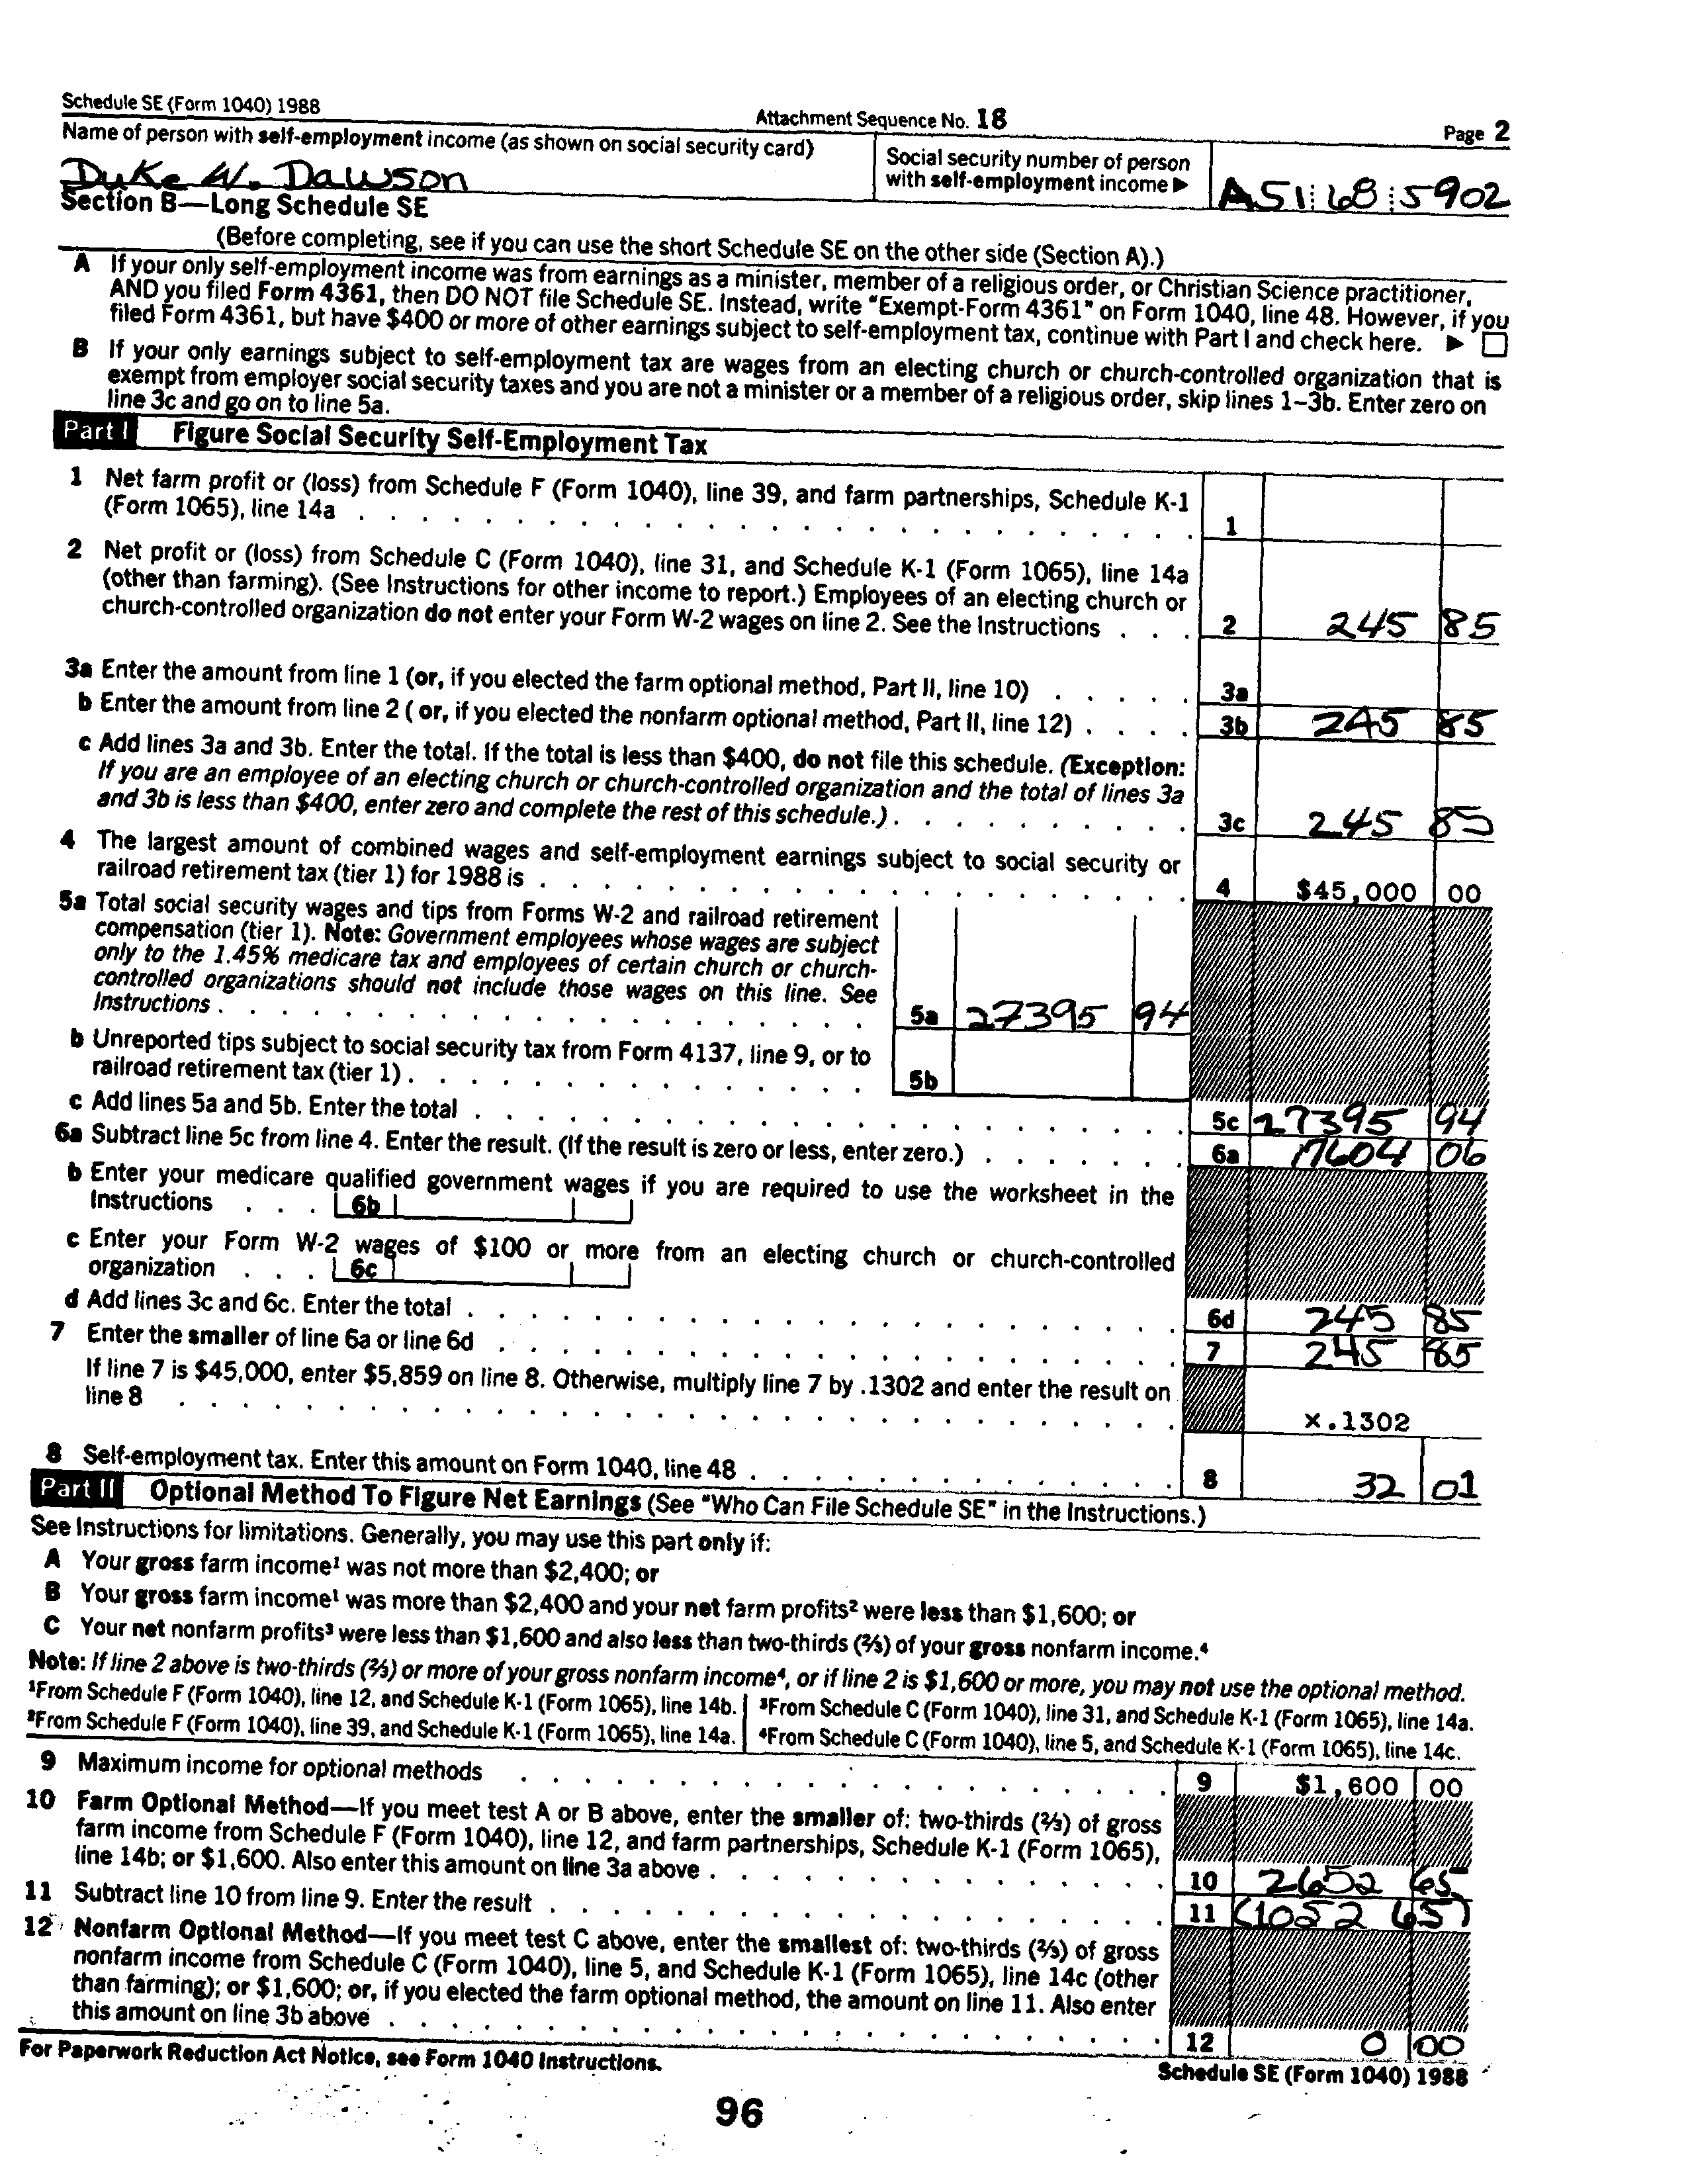 Schedule SE (Form 1040) 1988 Attachment Sequence No. 18 Page 2
Name of person with self-employment income (as shown on social security card)
Duke W. Dawson
Social security number of person
with self-employment income ▶ A51 68 5902
Section B—Long Schedule SE
(Before completing, see if you can use the short Schedule SE on the other side (Section A).)
A If your only self-employment income was from earnings as a minister, member of a religious order, or Christian Science practitioner,
AND you filed Form 4361, then DO NOT file Schedule SE. Instead, write "Exempt-Form 4361" on Form 1040, line 48. However, if you
filed Form 4361, but have $400 or more of other earnings subject to self-employment tax, continue with Part I and check here. ▶ ☐
B If your only earnings subject to self-employment tax are wages from an electing church or church-controlled organization that is
exempt from employer social security taxes and you are not a minister or a member of a religious order, skip lines 1–3b. Enter zero on
line 3c and go on to line 5a.
Part I Figure Social Security Self-Employment Tax
1 Net farm profit or (loss) from Schedule F (Form 1040), line 39, and farm partnerships, Schedule K-1
(Form 1065), line 14a . . . 1
2 Net profit or (loss) from Schedule C (Form 1040), line 31, and Schedule K-1 (Form 1065), line 14a
(other than farming). (See Instructions for other income to report.) Employees of an electing church or
church-controlled organization do not enter your Form W-2 wages on line 2. See the Instructions . . . 2 245 85
3a Enter the amount from line 1 (or, if you elected the farm optional method, Part II, line 10) . . . 3a
b Enter the amount from line 2 ( or, if you elected the nonfarm optional method, Part II, line 12) . . . 3b 245 85
c Add lines 3a and 3b. Enter the total. If the total is less than $400, do not file this schedule. (Exception:
If you are an employee of an electing church or church-controlled organization and the total of lines 3a
and 3b is less than $400, enter zero and complete the rest of this schedule.) . . . 3c 245 85
4 The largest amount of combined wages and self-employment earnings subject to social security or
railroad retirement tax (tier 1) for 1988 is . . . 4 $45,000 00
5a Total social security wages and tips from Forms W-2 and railroad retirement
compensation (tier 1). Note: Government employees whose wages are subject
only to the 1.45% medicare tax and employees of certain church or church-
controlled organizations should not include those wages on this line. See
Instructions . . . 5a 27395 94
b Unreported tips subject to social security tax from Form 4137, line 9, or to
railroad retirement tax (tier 1) . . . 5b
c Add lines 5a and 5b. Enter the total . . . 5c 27395 94
6a Subtract line 5c from line 4. Enter the result. (If the result is zero or less, enter zero.) . . . 6a 17604 06
b Enter your medicare qualified government wages if you are required to use the worksheet in the
Instructions . . . 6b
c Enter your Form W-2 wages of $100 or more from an electing church or church-controlled
organization . . . 6c
d Add lines 3c and 6c. Enter the total . . . 6d 245 85
7 Enter the smaller of line 6a or line 6d . . . 7 245 85
If line 7 is $45,000, enter $5,859 on line 8. Otherwise, multiply line 7 by .1302 and enter the result on
line 8 . . . x.1302
8 Self-employment tax. Enter this amount on Form 1040, line 48 . . . 8 32 01
Part II Optional Method To Figure Net Earnings (See "Who Can File Schedule SE" in the Instructions.)
See Instructions for limitations. Generally, you may use this part only if:
A Your gross farm income¹ was not more than $2,400; or
B Your gross farm income¹ was more than $2,400 and your net farm profits² were less than $1,600; or
C Your net nonfarm profits³ were less than $1,600 and also less than two-thirds (⅔) of your gross nonfarm income.⁴
Note: If line 2 above is two-thirds (⅔) or more of your gross nonfarm income⁴, or if line 2 is $1,600 or more, you may not use the optional method.
¹From Schedule F (Form 1040), line 12, and Schedule K-1 (Form 1065), line 14b. ³From Schedule C (Form 1040), line 31, and Schedule K-1 (Form 1065), line 14a.
²From Schedule F (Form 1040), line 39, and Schedule K-1 (Form 1065), line 14a. ⁴From Schedule C (Form 1040), line 5, and Schedule K-1 (Form 1065), line 14c.
9 Maximum income for optional methods . . . 9 $1,600 00
10 Farm Optional Method—If you meet test A or B above, enter the smaller of: two-thirds (⅔) of gross
farm income from Schedule F (Form 1040), line 12, and farm partnerships, Schedule K-1 (Form 1065),
line 14b; or $1,600. Also enter this amount on line 3a above . . . 10 2652 65
11 Subtract line 10 from line 9. Enter the result . . . 11 (1052 65)
12 Nonfarm Optional Method—If you meet test C above, enter the smallest of: two-thirds (⅔) of gross
nonfarm income from Schedule C (Form 1040), line 5, and Schedule K-1 (Form 1065), line 14c (other
than farming); or $1,600; or, if you elected the farm optional method, the amount on line 11. Also enter
this amount on line 3b above . . . 12 0 00
For Paperwork Reduction Act Notice, see Form 1040 Instructions. Schedule SE (Form 1040) 1988
96